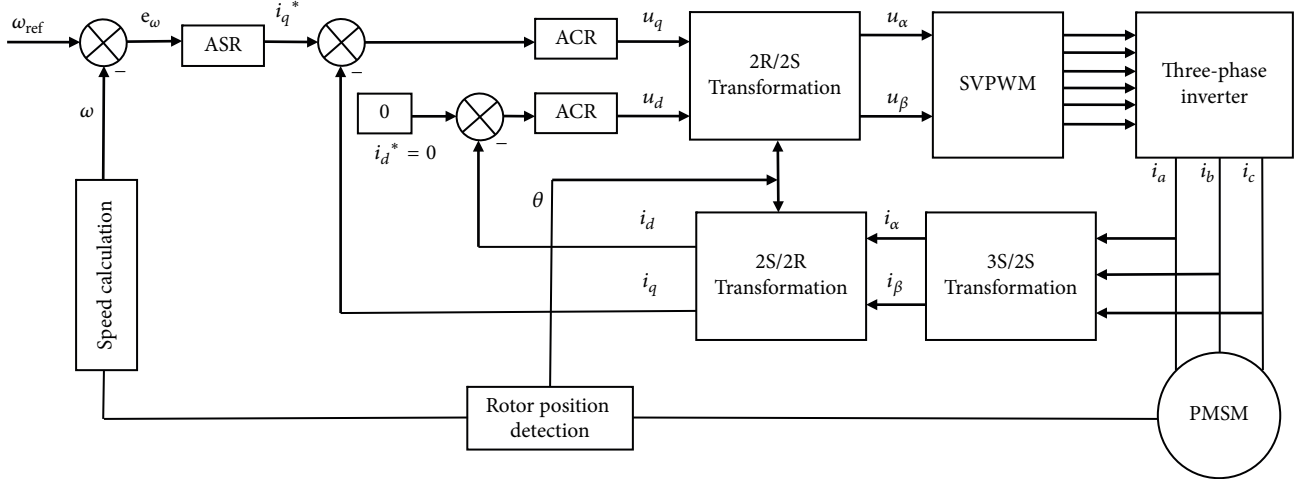 ω_ref
e_ω
ASR
i_q*
ACR
u_q
2R/2S
Transformation
u_α
SVPWM
Three-phase
inverter
ω
0
i_d* = 0
ACR
u_d
u_β
i_a
i_b
i_c
θ
i_d
i_q
2S/2R
Transformation
i_α
i_β
3S/2S
Transformation
Speed calculation
Rotor position
detection
PMSM